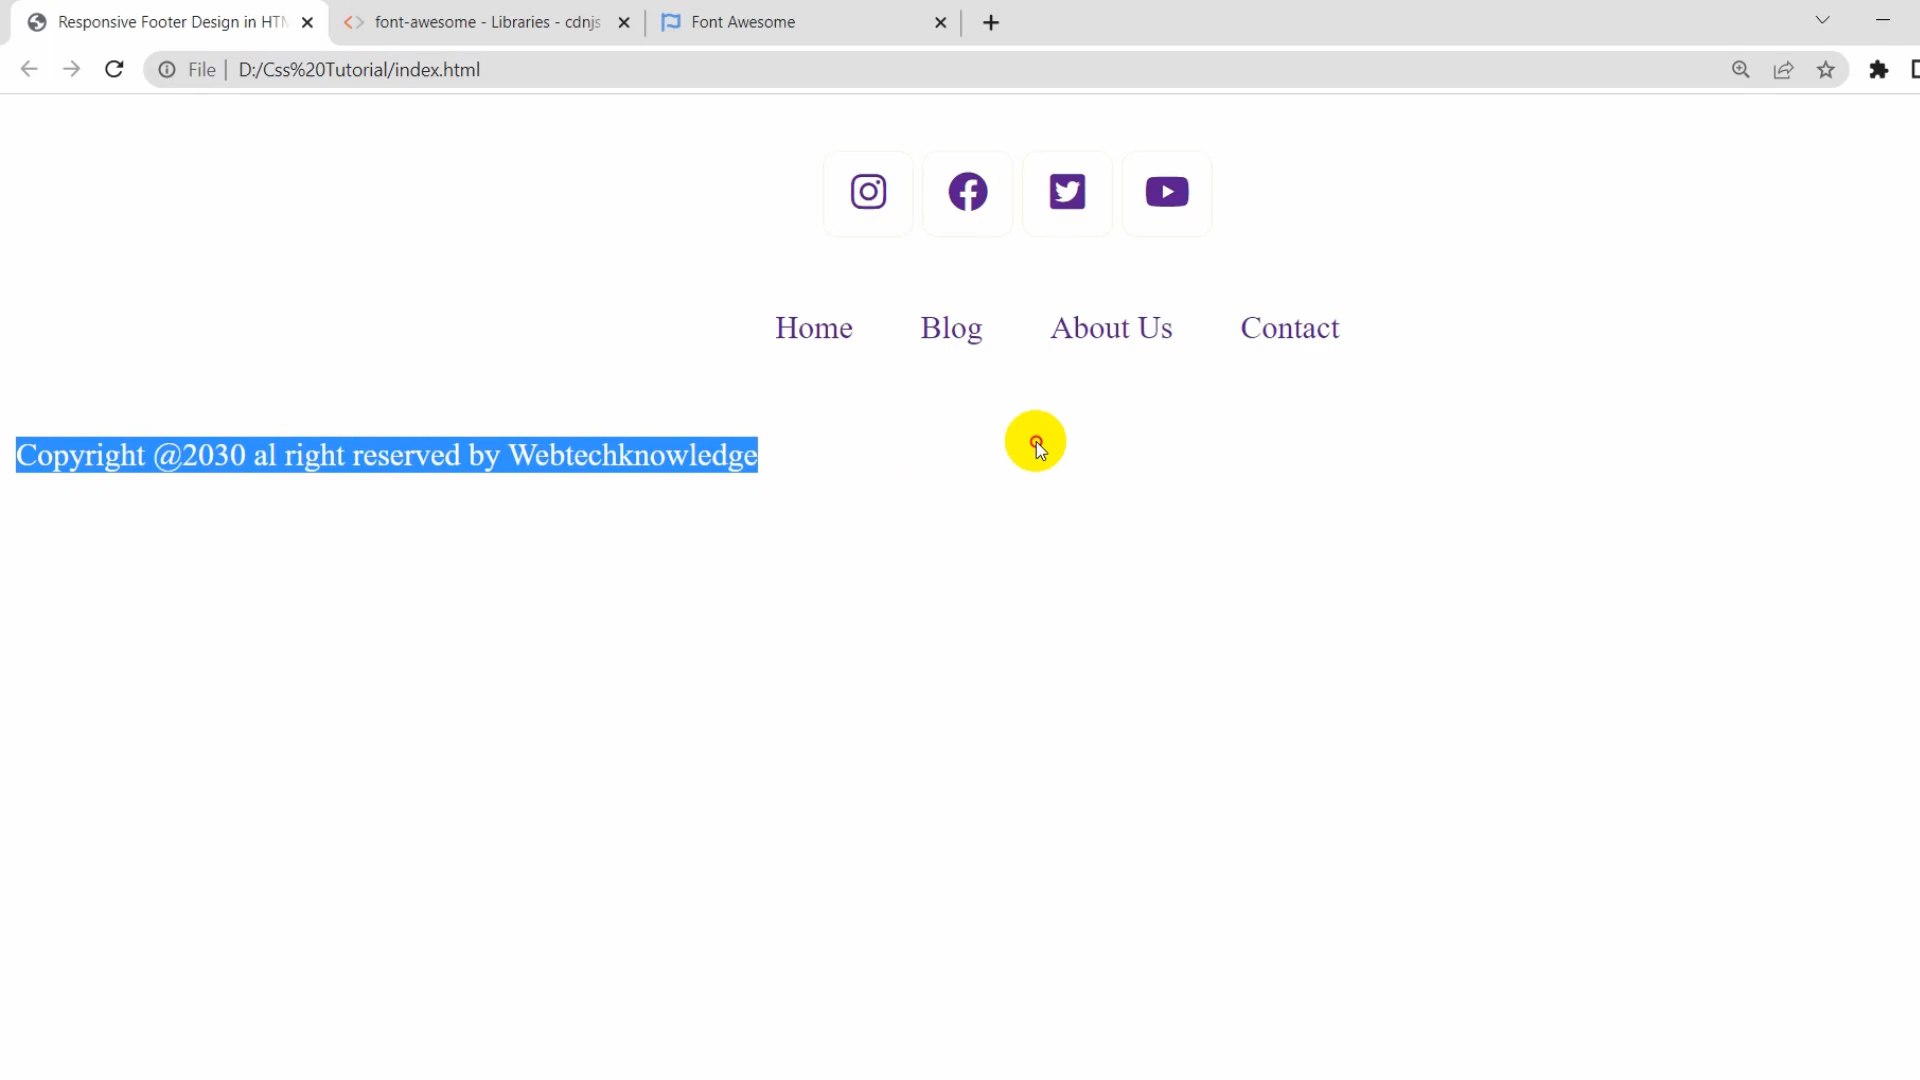 Responsive Footer Design in HTM
font-awesome - Libraries - cdnjs
Font Awesome
File | D:/Css%20Tutorial/index.html
Home Blog About Us Contact
Copyright @2030 al right reserved by Webtechknowledge